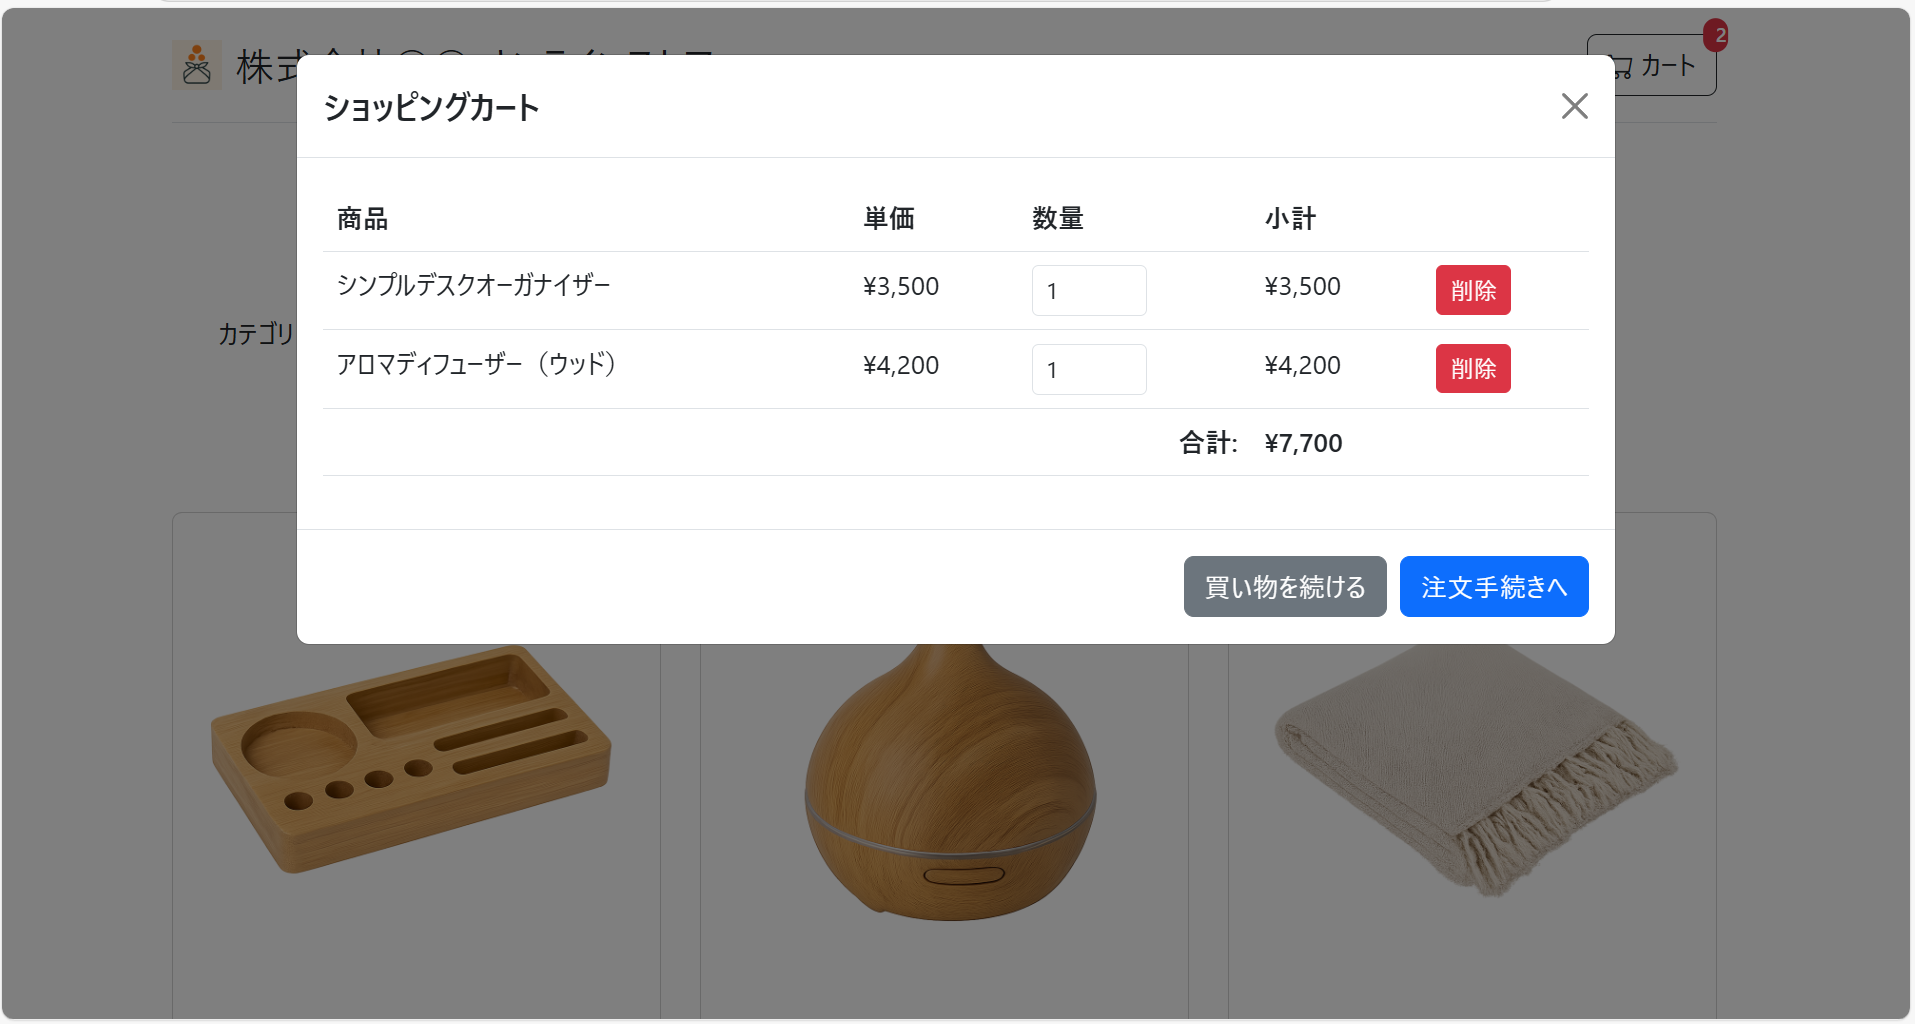 株式
カート
2
ショッピングカート
商品 単価 数量 小計
シンプルデスクオーガナイザー ¥3,500 1 ¥3,500 削除
アロマディフューザー（ウッド） ¥4,200 1 ¥4,200 削除
合計: ¥7,700
買い物を続ける 注文手続きへ
カテゴリ